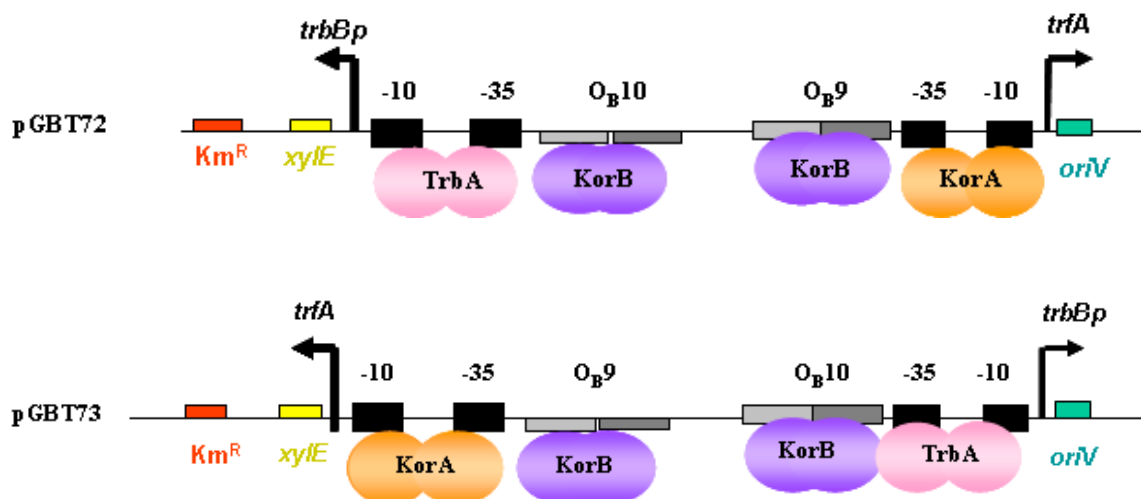 trbBp trfA
-10 -35 OB10 OB9 -35 -10
pGBT72
KmR xylE TrbA KorB KorB KorA oriV
trfA trbBp
-10 -35 OB9 OB10 -35 -10
pGBT73
KmR xylE KorA KorB KorB TrbA oriV